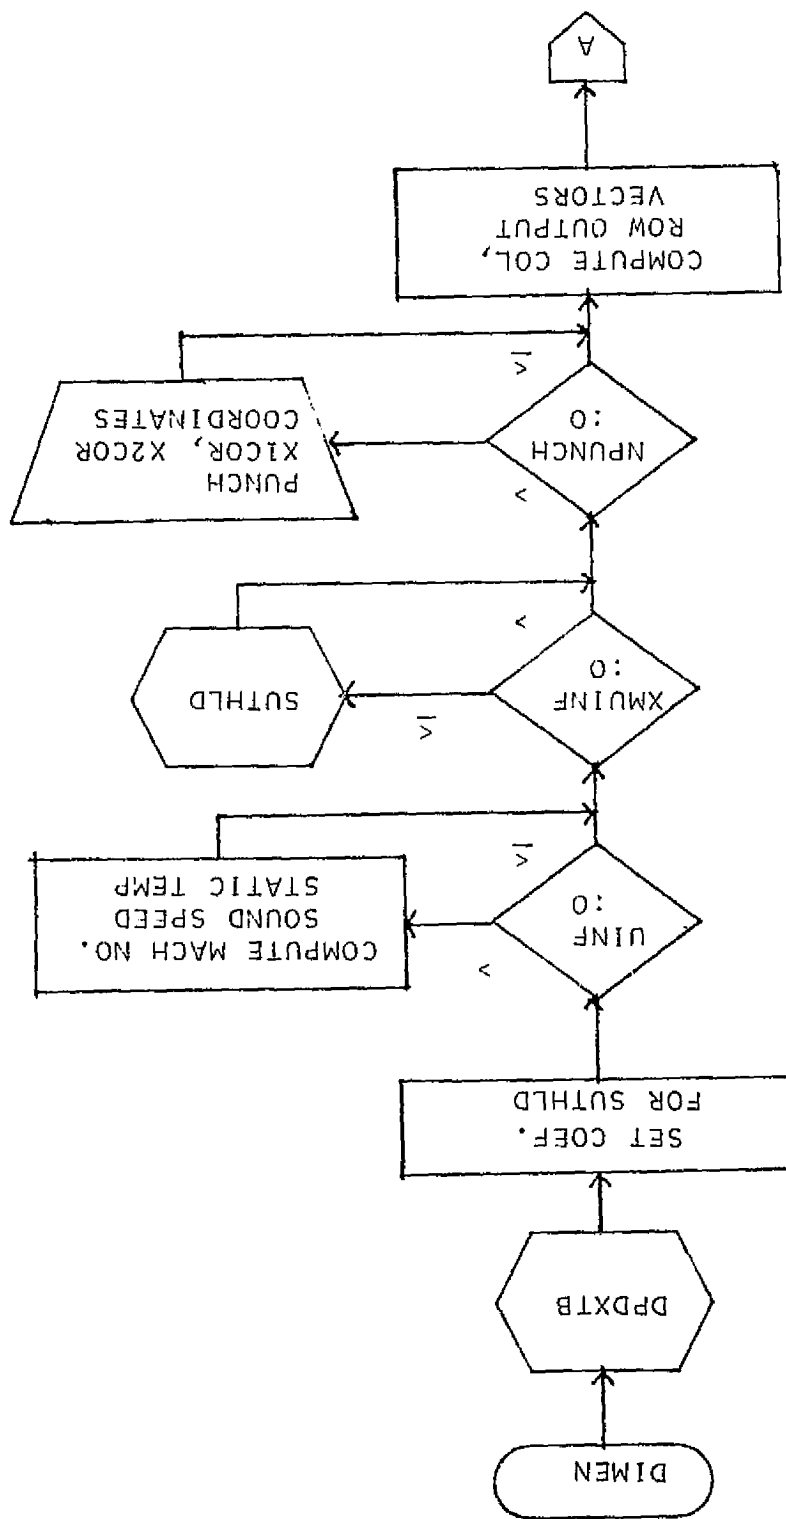 DIMEN
DPDXTB
SET COEF.
FOR SUTHLD
UINF
:0
>
COMPUTE MACH NO.
SOUND SPEED
STATIC TEMP
≤
XMUINF
:0
≤
SUTHLD
>
NPUNCH
:0
>
PUNCH
X1COR, X2COR
COORDINATES
≤
COMPUTE COL,
ROW OUTPUT
VECTORS
A